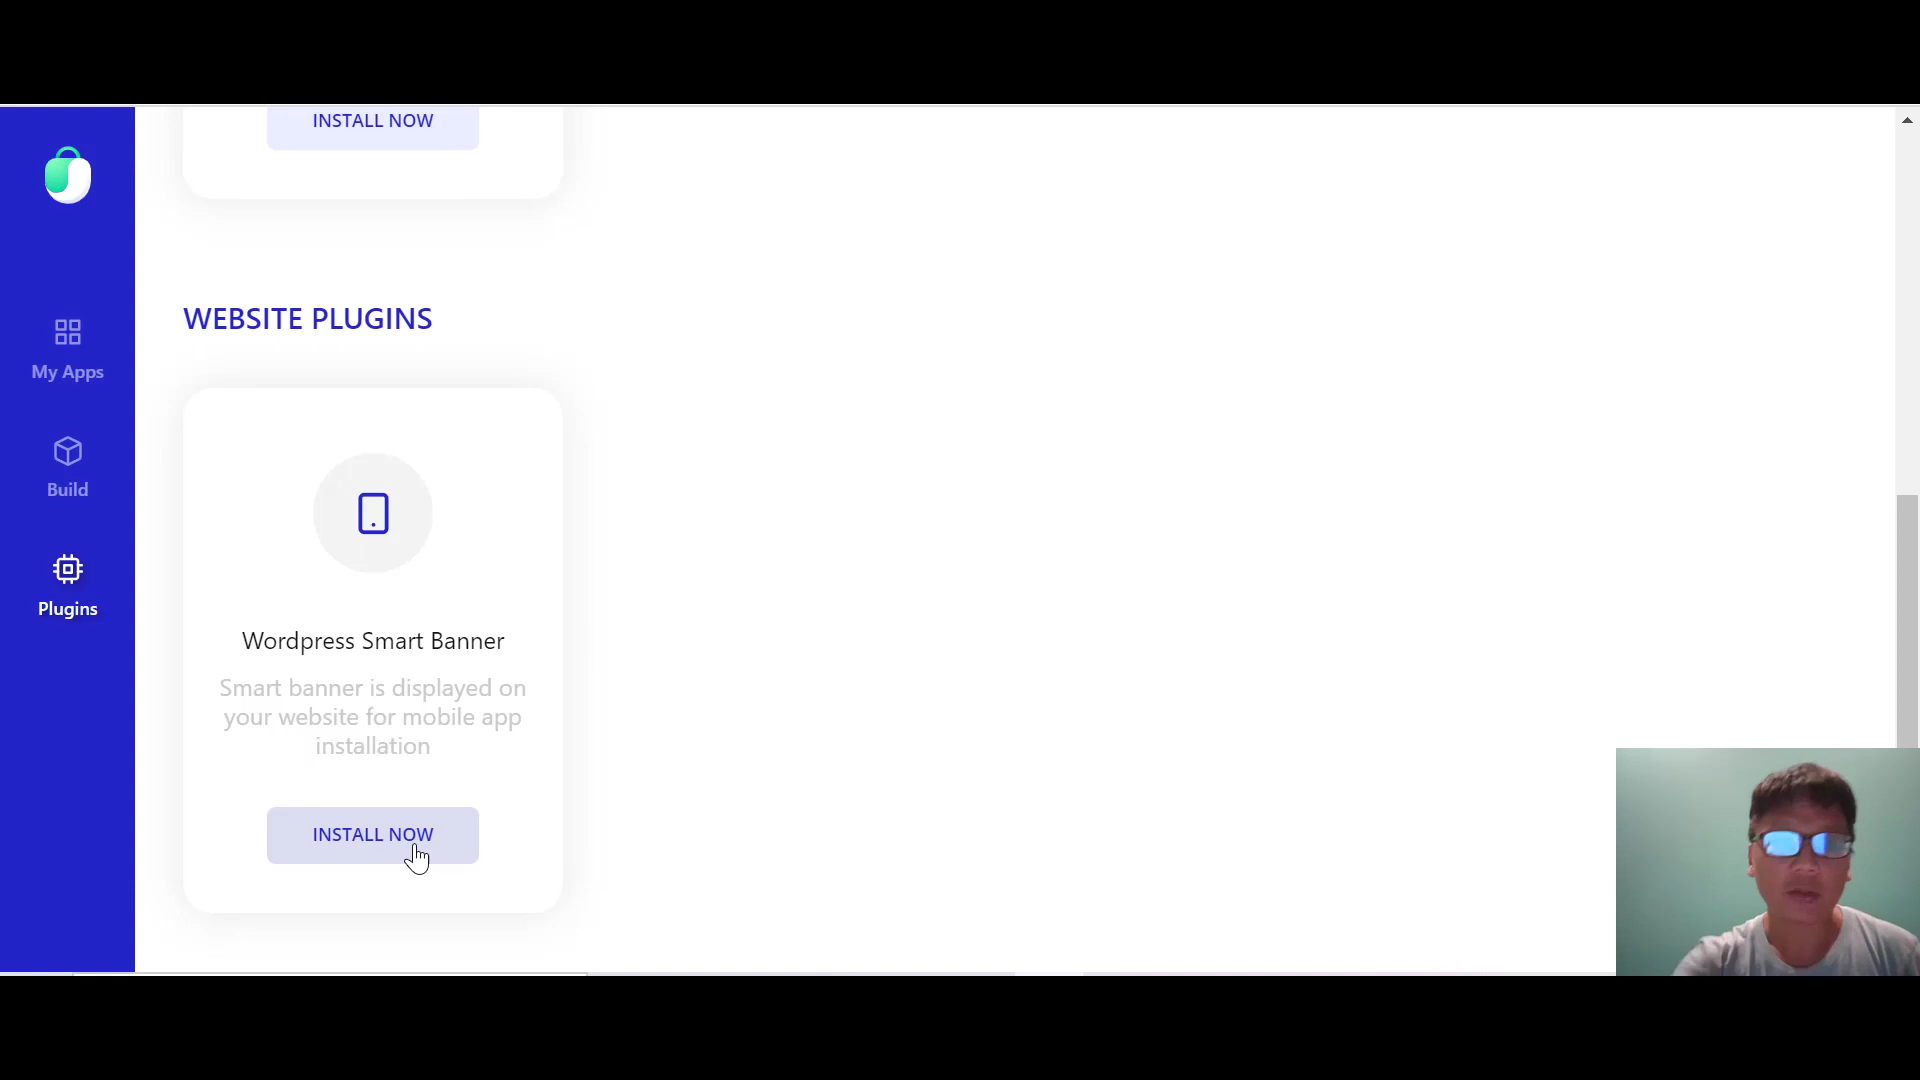 INSTALL NOW
WEBSITE PLUGINS
My Apps
Build
Plugins
Wordpress Smart Banner
Smart banner is displayed on
your website for mobile app
installation
INSTALL NOW